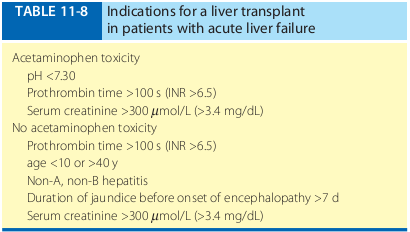 TABLE 11-8 Indications for a liver transplant
in patients with acute liver failure
Acetaminophen toxicity
pH <7.30
Prothrombin time >100 s (INR >6.5)
Serum creatinine >300 μmol/L (>3.4 mg/dL)
No acetaminophen toxicity
Prothrombin time >100 s (INR >6.5)
age <10 or >40 y
Non-A, non-B hepatitis
Duration of jaundice before onset of encephalopathy >7 d
Serum creatinine >300 μmol/L (>3.4 mg/dL)